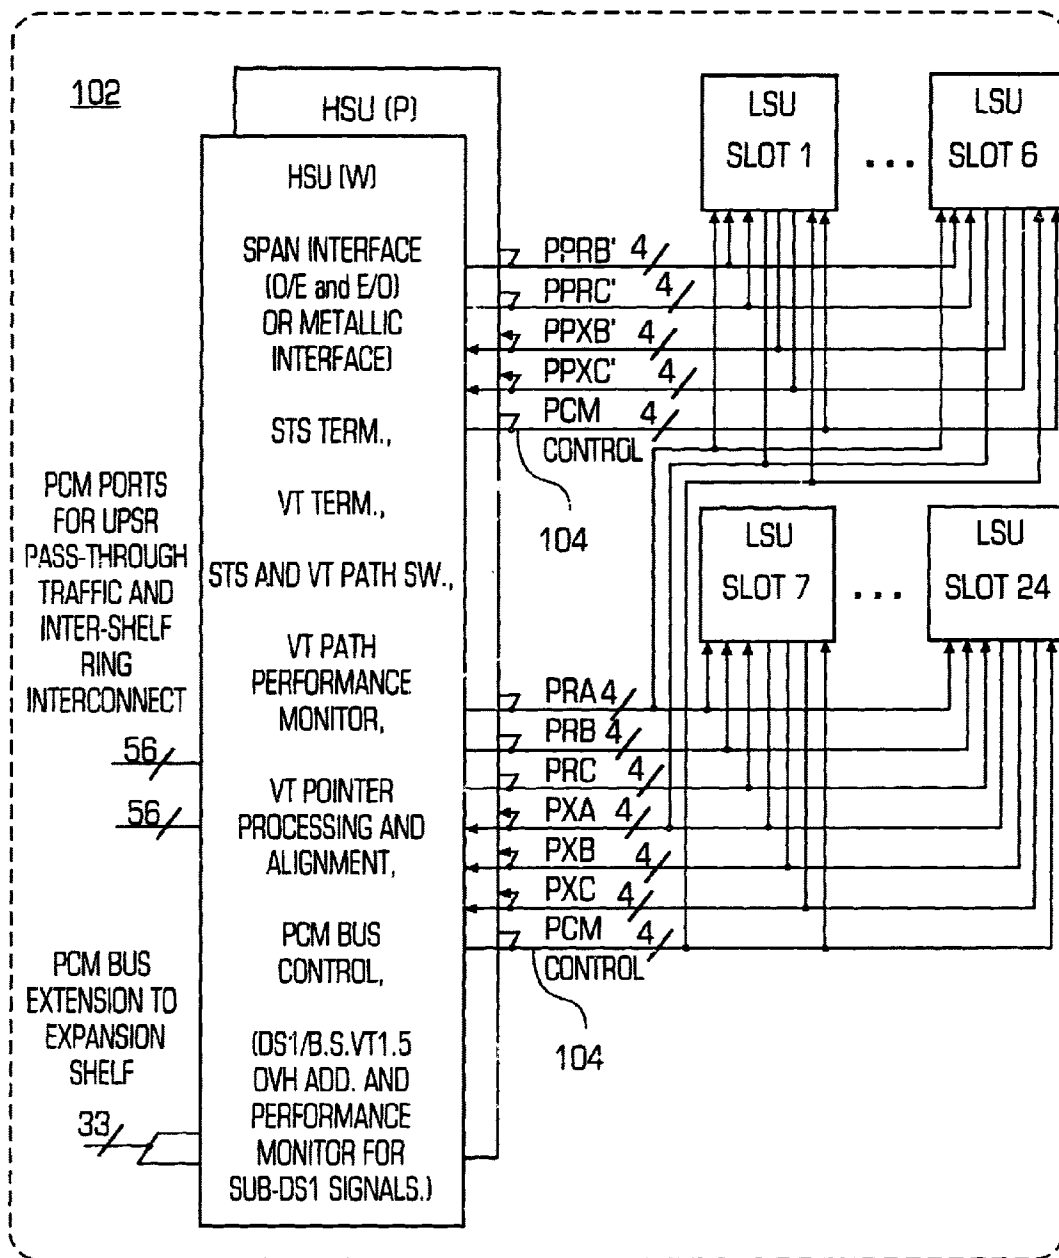 102
HSU (P)
HSU (W)
SPAN INTERFACE
(O/E and E/O)
OR METALLIC
INTERFACE)
STS TERM.,
VT TERM.,
STS AND VT PATH SW.,
VT PATH
PERFORMANCE
MONITOR,
VT POINTER
PROCESSING AND
ALIGNMENT,
PCM BUS
CONTROL,
(DS1/B.S.VT1.5
OVH ADD. AND
PERFORMANCE
MONITOR FOR
SUB-DS1 SIGNALS.)
PCM PORTS
FOR UPSR
PASS-THROUGH
TRAFFIC AND
INTER-SHELF
RING
INTERCONNECT
56
56
PCM BUS
EXTENSION TO
EXPANSION
SHELF
33
LSU
SLOT 1
...
LSU
SLOT 6
PPRB' 4
PPRC' 4
PPXB' 4
PPXC' 4
PCM 4
CONTROL
104
LSU
SLOT 7
...
LSU
SLOT 24
PRA 4
PRB 4
PRC 4
PXA 4
PXB 4
PXC 4
PCM 4
CONTROL
104